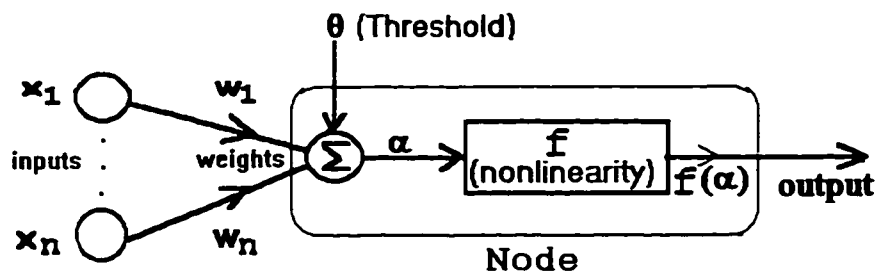 θ (Threshold)
x1
w1
inputs
weights
Σ
α
f
(nonlinearity)
f(α)
output
xn
wn
Node